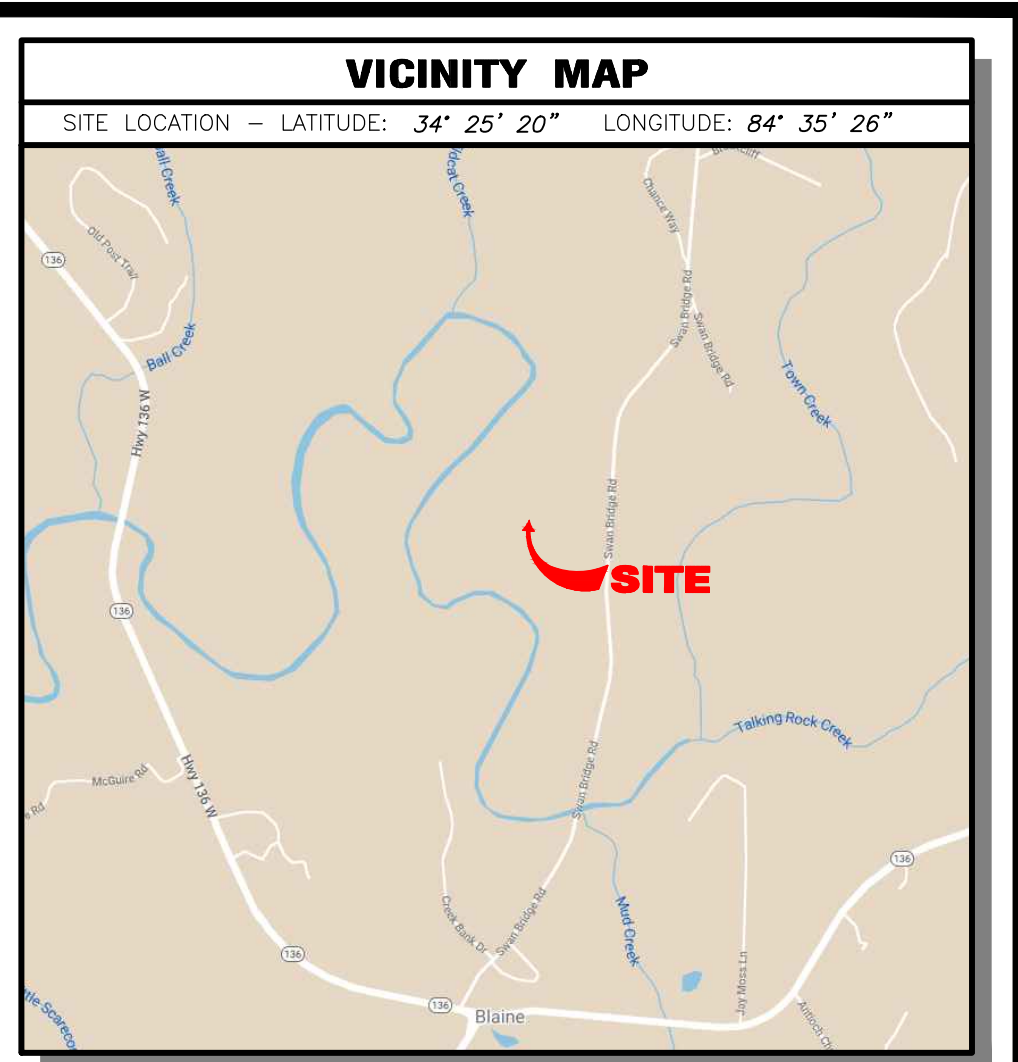 VICINITY MAP
SITE LOCATION – LATITUDE: 34° 25' 20" LONGITUDE: 84° 35' 26"
Chance Way
Old Post Trail
136
Swan Bridge Rd
Swan Bridge Rd
Ball Creek
Town Creek
Hwy 136 W
Swan Bridge Rd
SITE
136
Talking Rock Creek
McGuire Rd
Hwy 136 W
Swan Bridge Rd
Rd
136
Creek Bank Dr
Swan Bridge Rd
Mud Creek
136
Jay Moss Ln
136
Blaine
Antioch